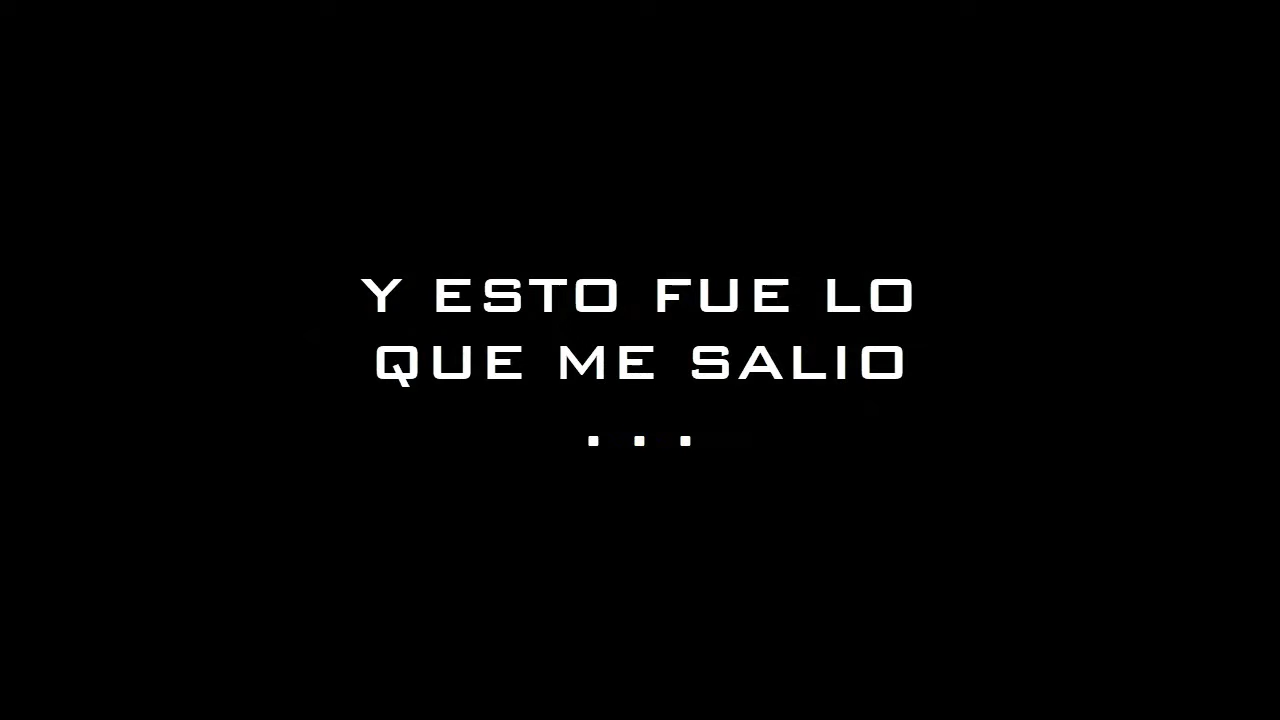 Y ESTO FUE LO
QUE ME SALIO
. . .